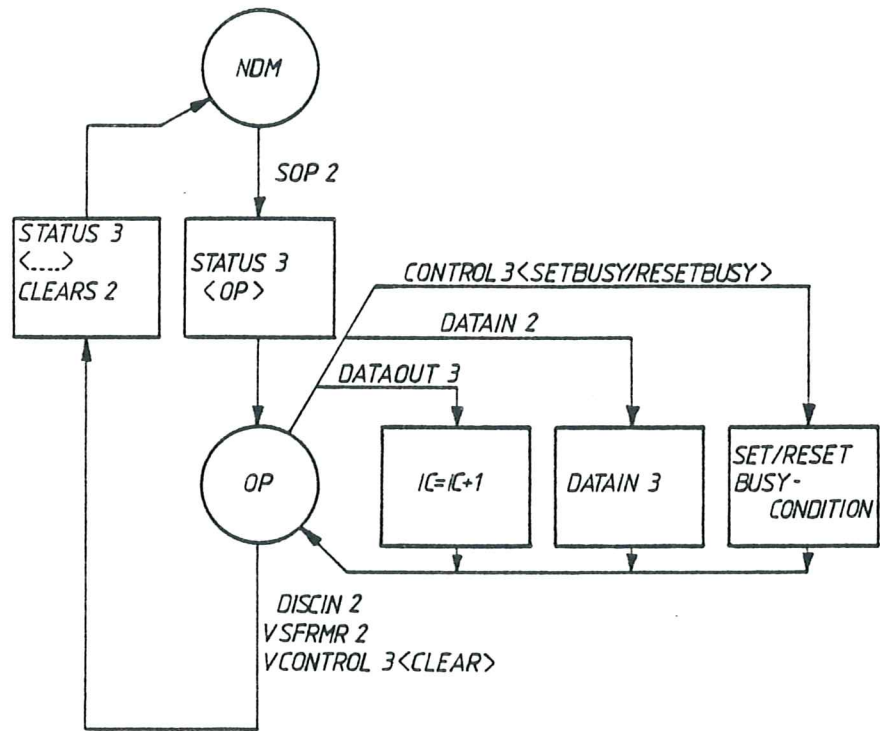 NDM
SOP 2
STATUS 3
<....>
CLEARS 2
STATUS 3
<OP>
CONTROL 3<SETBUSY/RESETBUSY>
DATAIN 2
DATAOUT 3
OP
IC=IC+1
DATAIN 3
SET/RESET
BUSY-
CONDITION
DISCIN 2
VSFRMR 2
VCONTROL 3<CLEAR>